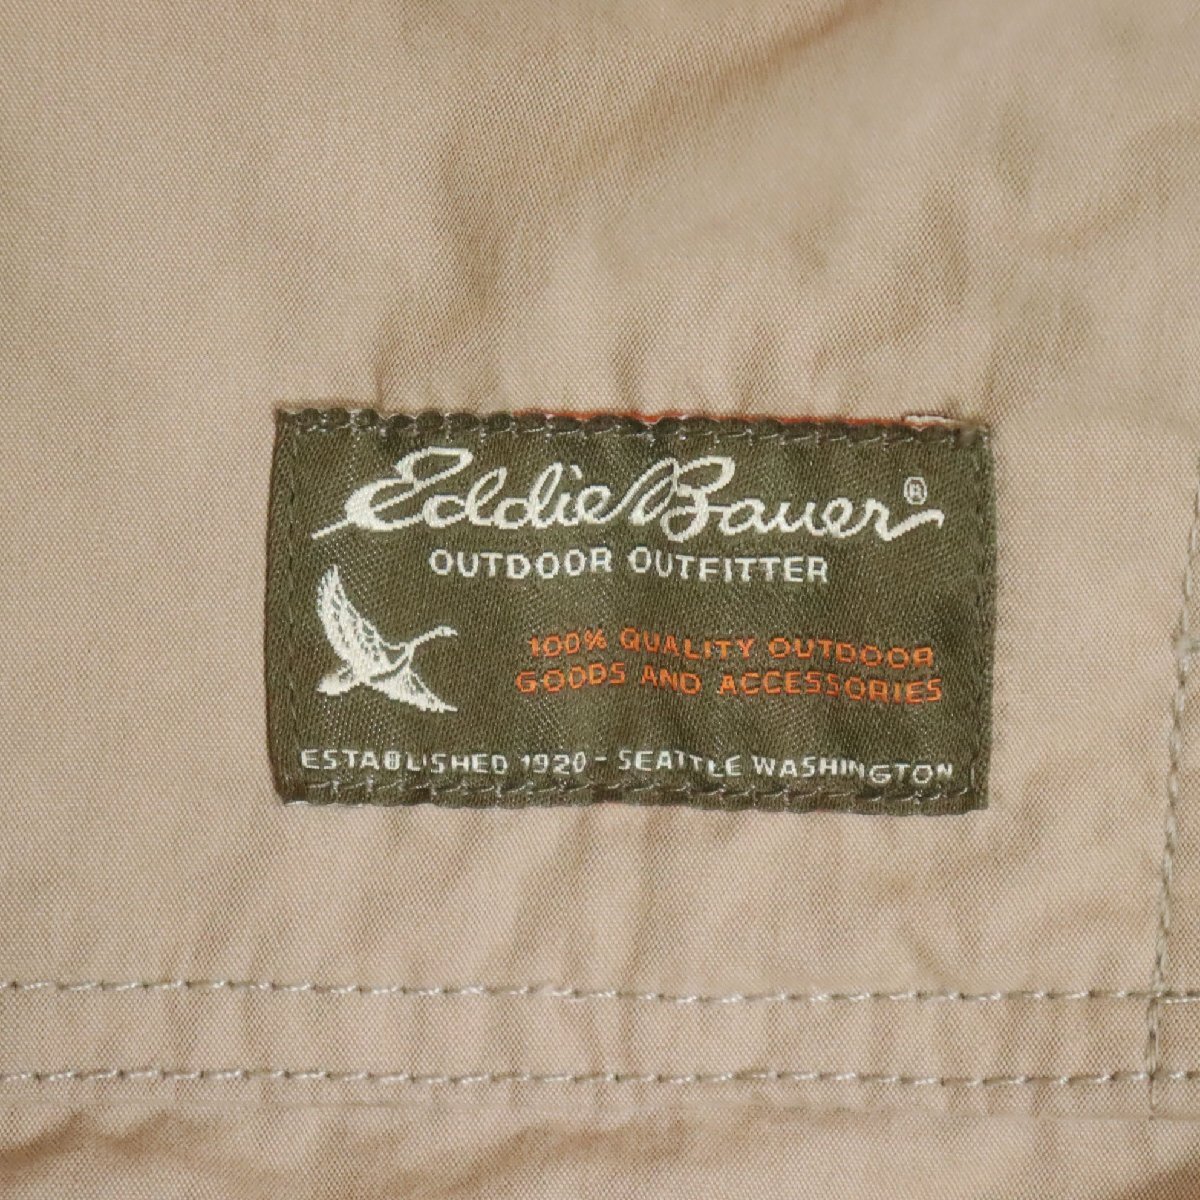 Eddie Bauer®
OUTDOOR OUTFITTER
100% QUALITY OUTDOOR
GOODS AND ACCESSORIES
ESTABLISHED 1920 - SEATTLE WASHINGTON